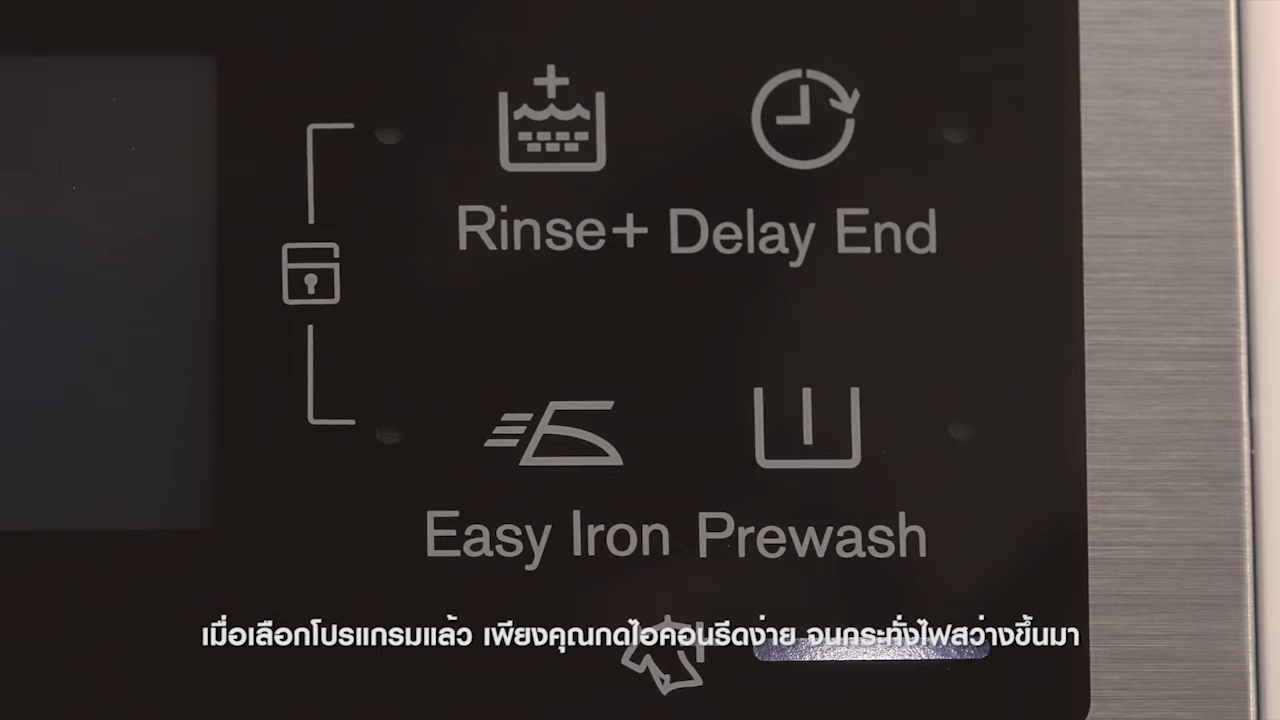 Rinse+ Delay End
Easy Iron Prewash
เมื่อเลือกโปรแกรมแล้ว เพียงคุณกดไอคอนรีดง่าย จนกระทั่งไฟสว่างขึ้นมา